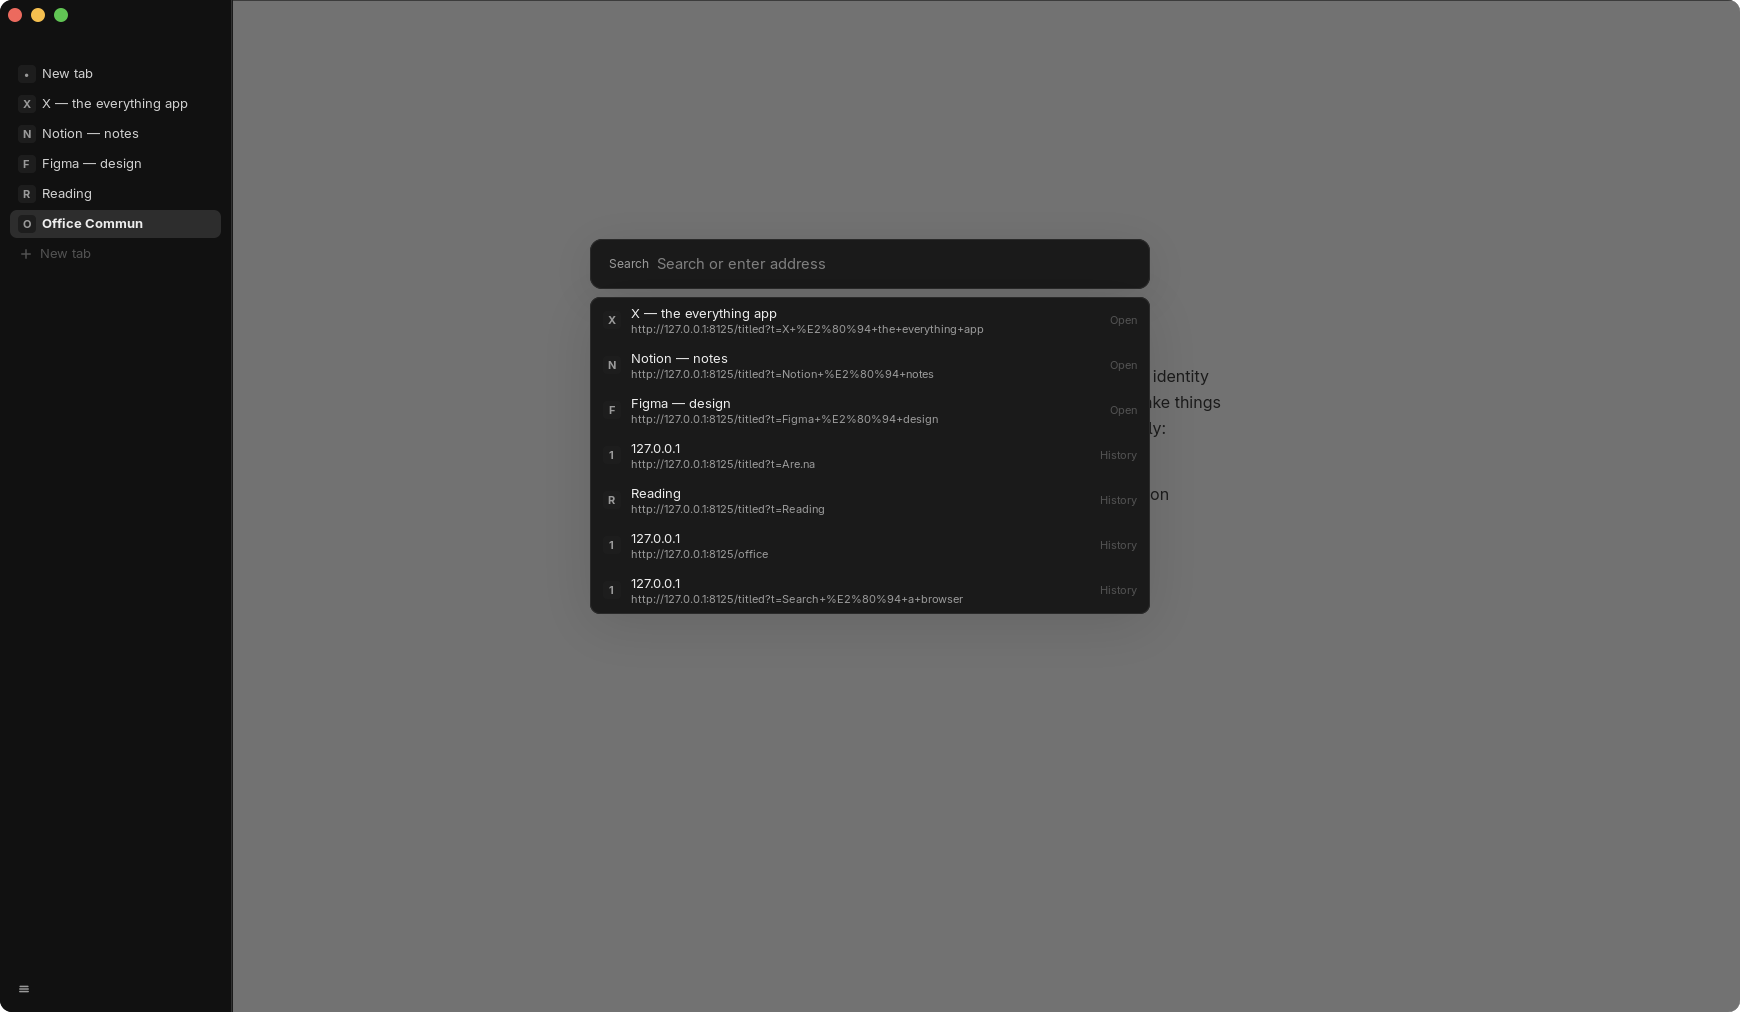 • New tab
X X — the everything app
N Notion — notes
F Figma — design
R Reading
O Office Commun
+ New tab
Search Search or enter address
X X — the everything app
http://127.0.0.1:8125/titled?t=X+%E2%80%94+the+everything+app
Open
N Notion — notes
http://127.0.0.1:8125/titled?t=Notion+%E2%80%94+notes
Open
F Figma — design
http://127.0.0.1:8125/titled?t=Figma+%E2%80%94+design
Open
1 127.0.0.1
http://127.0.0.1:8125/titled?t=Are.na
History
R Reading
http://127.0.0.1:8125/titled?t=Reading
History
1 127.0.0.1
http://127.0.0.1:8125/office
History
1 127.0.0.1
http://127.0.0.1:8125/titled?t=Search+%E2%80%94+a+browser
History
identity
things
on